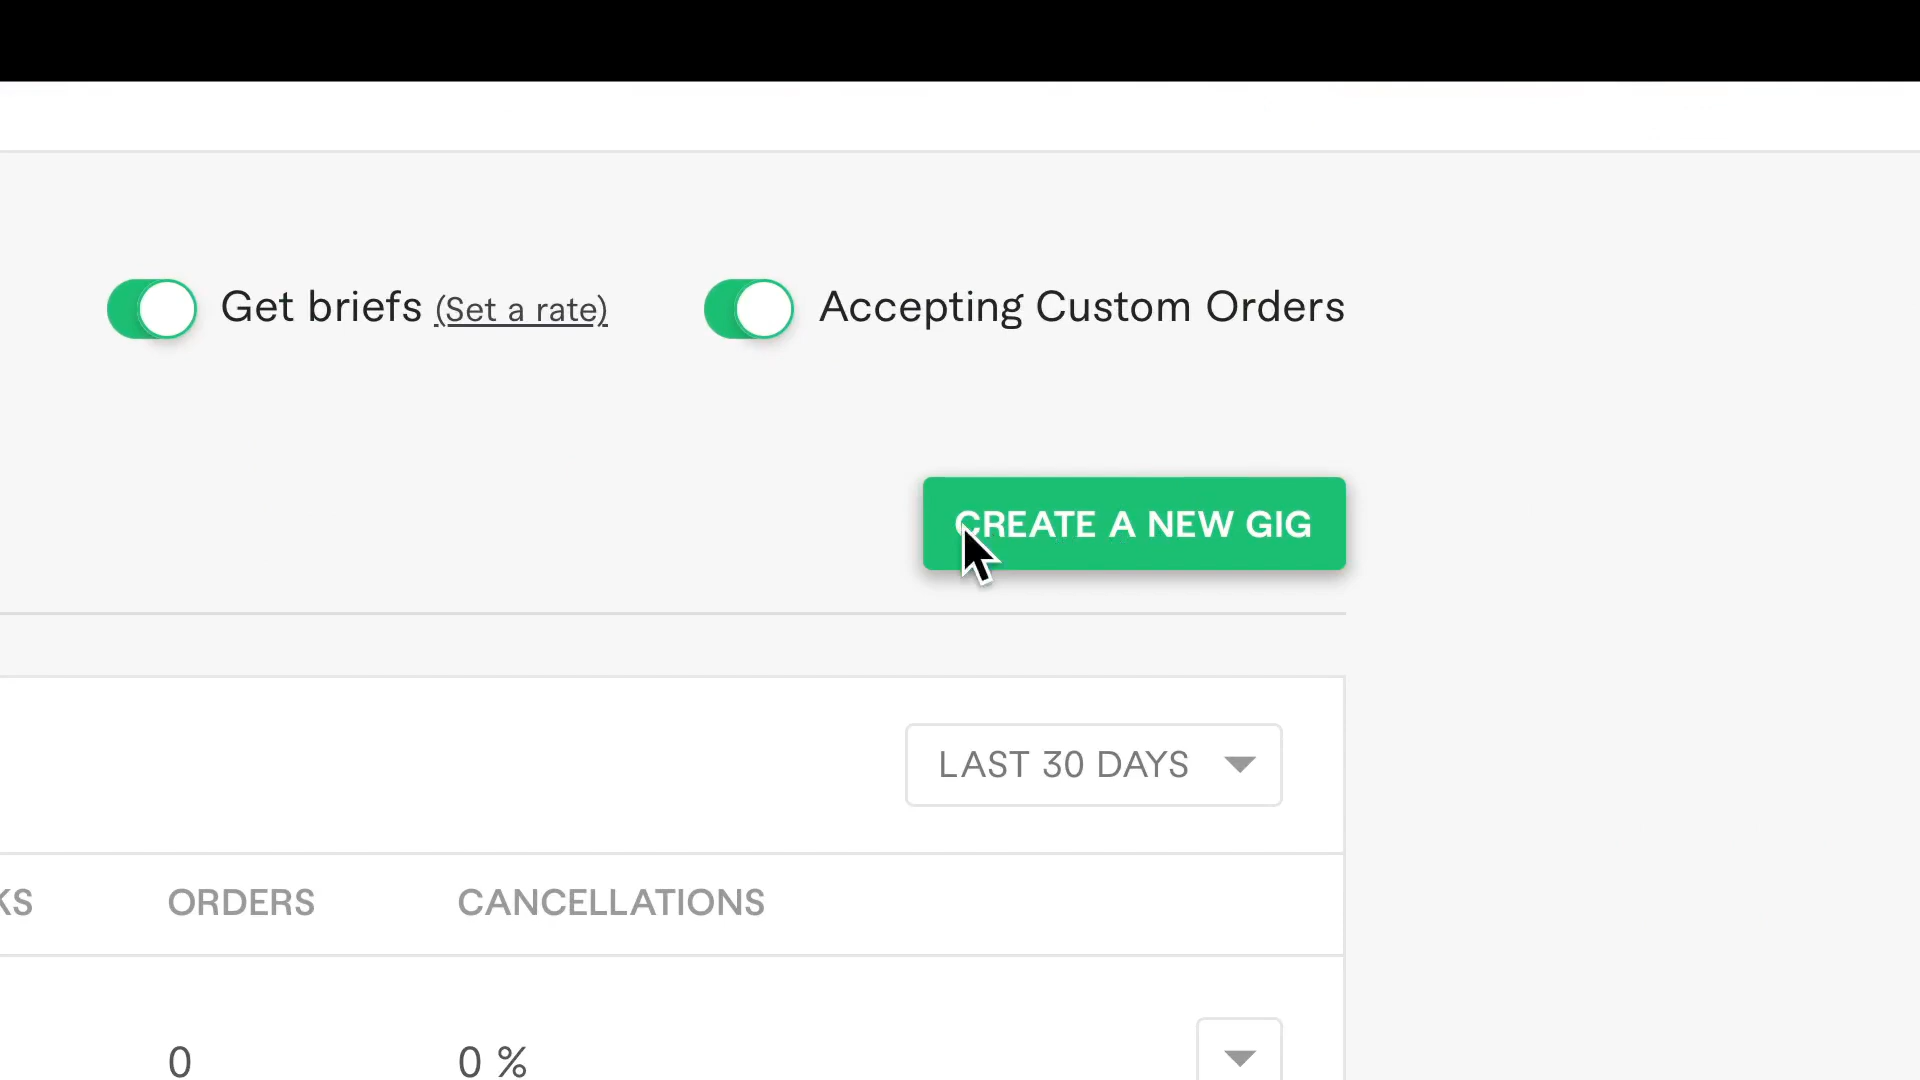 Get briefs (Set a rate)
Accepting Custom Orders
CREATE A NEW GIG
LAST 30 DAYS
KS ORDERS CANCELLATIONS
0 0 %